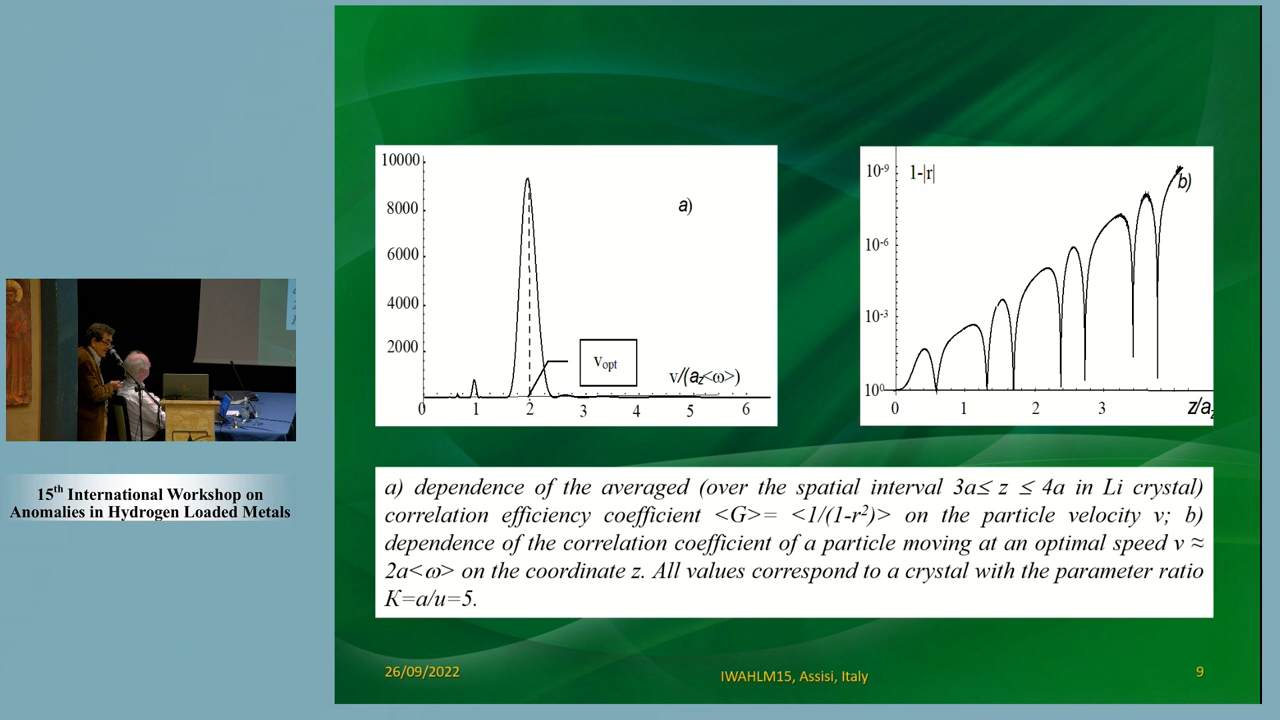 15th International Workshop on
Anomalies in Hydrogen Loaded Metals
10000
8000
6000
4000
2000
0 1 2 3 4 5 6
a)
vopt
v/(az<ω>)
10-9
10-6
10-3
100
0 1 2 3
1-|r|
b)
z/az
a) dependence of the averaged (over the spatial interval 3a≤ z ≤ 4a in Li crystal)
correlation efficiency coefficient <G>= <1/(1-r2)> on the particle velocity v; b)
dependence of the correlation coefficient of a particle moving at an optimal speed v ≈
2a<ω> on the coordinate z. All values correspond to a crystal with the parameter ratio
K=a/u=5.
26/09/2022
IWAHLM15, Assisi, Italy
9